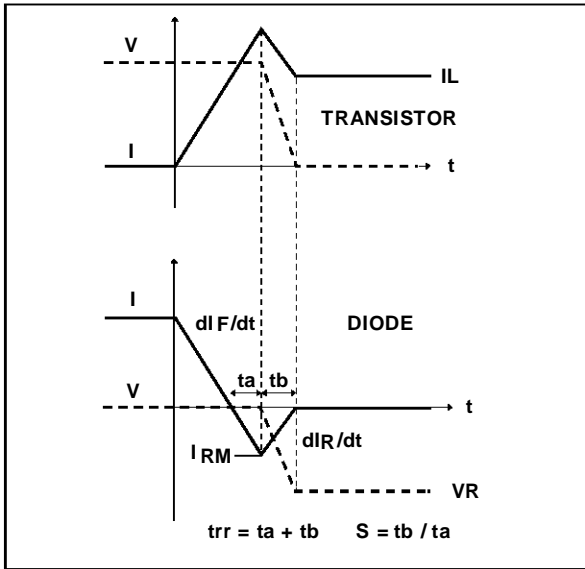 V
IL
TRANSISTOR
I
t
I
dI F/dt
DIODE
ta tb
V
t
I RM
dIR/dt
VR
trr = ta + tb S = tb / ta